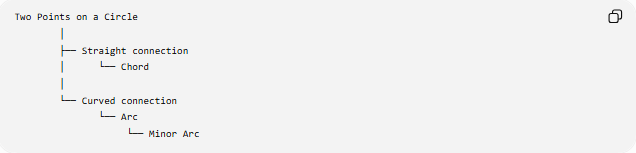 Two Points on a Circle
│
├── Straight connection
│     └── Chord
│
└── Curved connection
└── Arc
└── Minor Arc